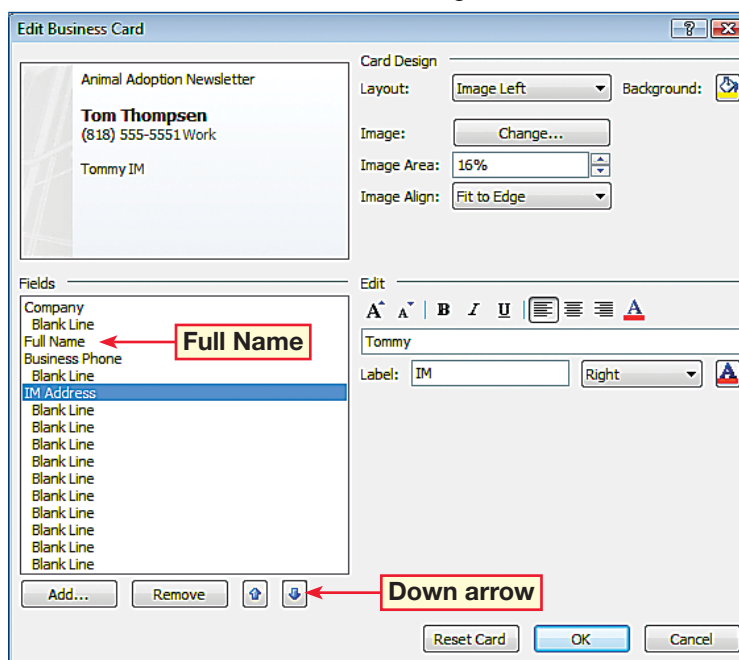 Edit Business Card
?
Animal Adoption Newsletter
Tom Thompsen
(818) 555-5551 Work
Tommy IM
Card Design
Layout: Image Left Background:
Image: Change...
Image Area: 16%
Image Align: Fit to Edge
Fields
Company
Blank Line
Full Name
Business Phone
Blank Line
IM Address
Blank Line
Blank Line
Blank Line
Blank Line
Blank Line
Blank Line
Blank Line
Blank Line
Blank Line
Blank Line
Full Name
Add... Remove
Down arrow
Edit
A A B I U A
Tommy
Label: IM Right A
Reset Card OK Cancel